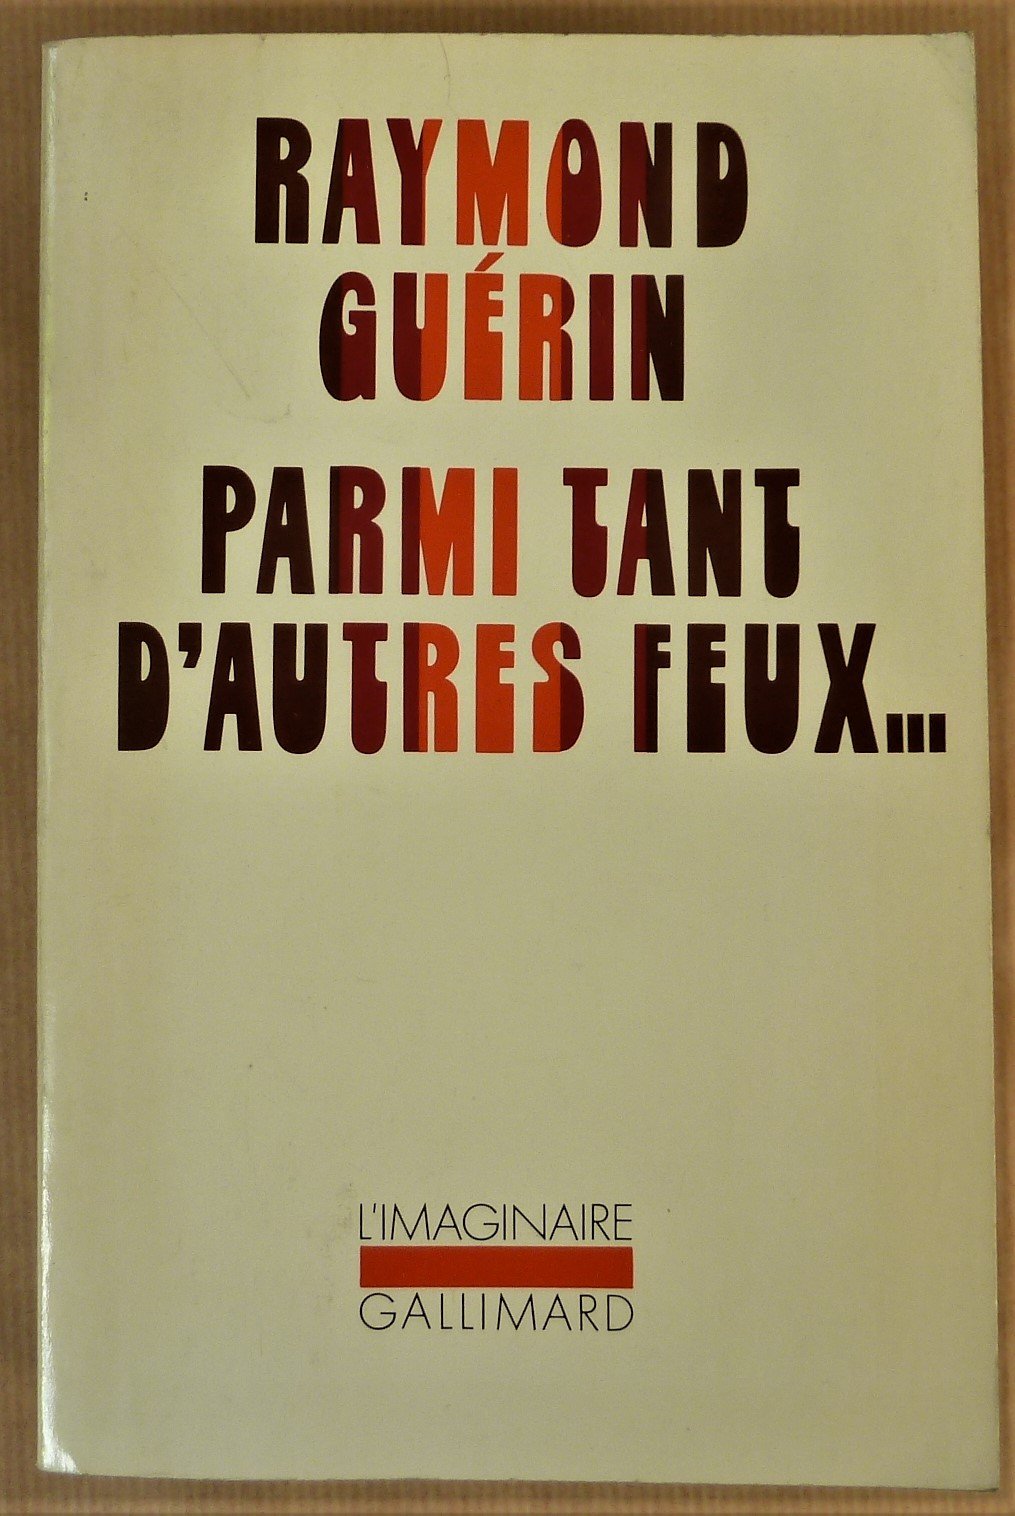 RAYMOND
GUÉRIN
PARMI TANT
D'AUTRES FEUX...
L'IMAGINAIRE
GALLIMARD